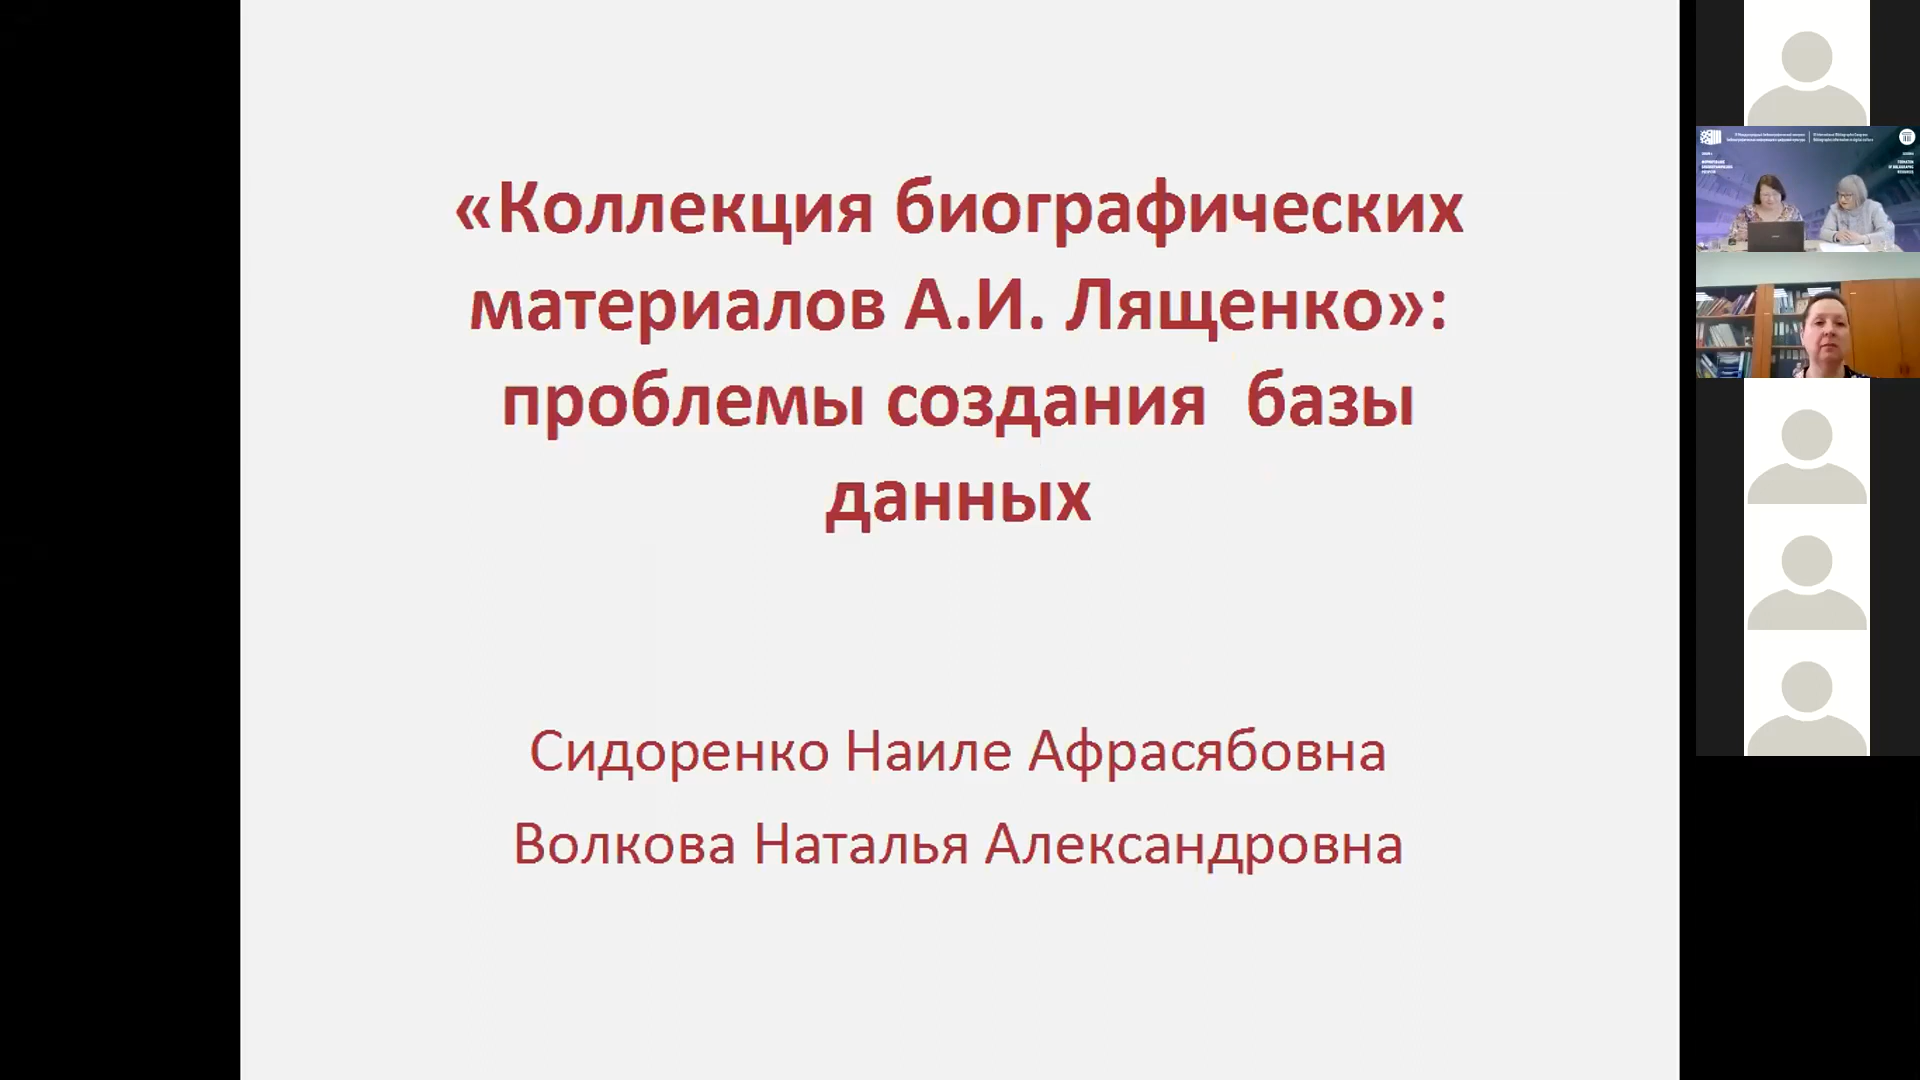 «Коллекция биографических
материалов А.И. Лященко»:
проблемы создания  базы
данных
Сидоренко Наиле Афрасябовна
Волкова Наталья Александровна